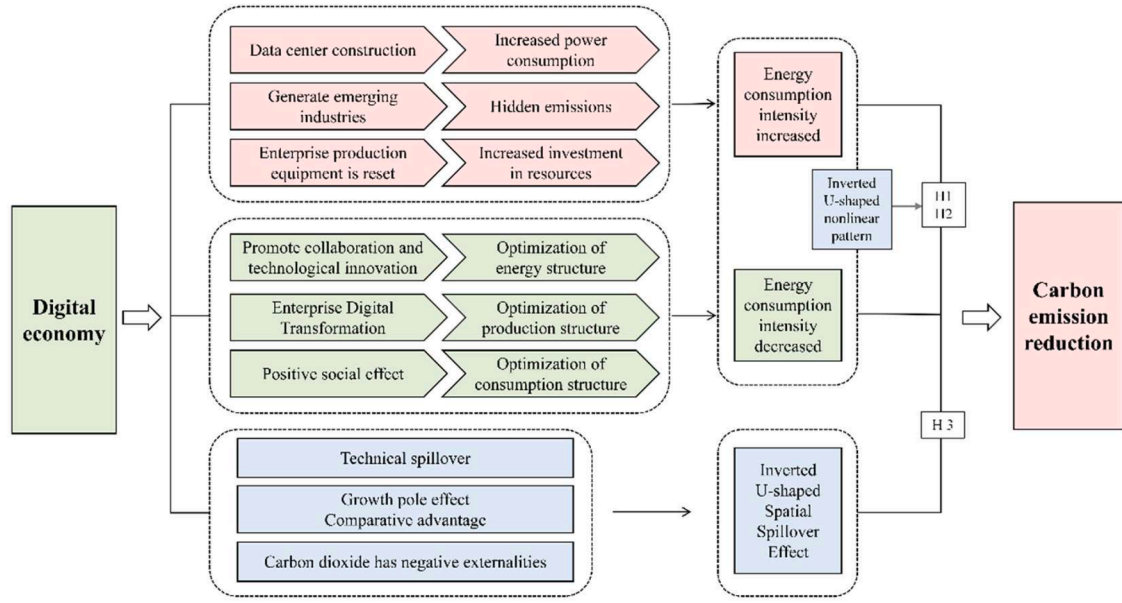 Digital
economy
Data center construction
Increased power
consumption
Generate emerging
industries
Hidden emissions
Enterprise production
equipment is reset
Increased investment
in resources
Energy
consumption
intensity
increased
Inverted
U-shaped
nonlinear
pattern
H1
H2
Promote collaboration and
technological innovation
Optimization of
energy structure
Enterprise Digital
Transformation
Optimization of
production structure
Positive social effect
Optimization of
consumption structure
Energy
consumption
intensity
decreased
Technical spillover
Growth pole effect
Comparative advantage
Carbon dioxide has negative externalities
Inverted
U-shaped
Spatial
Spillover
Effect
H 3
Carbon
emission
reduction